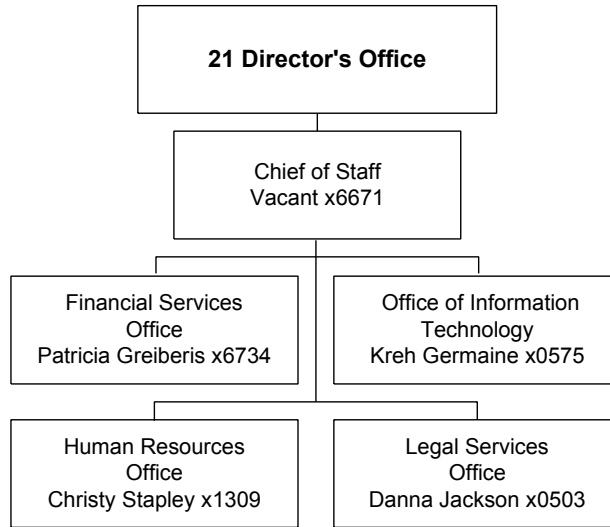 21 Director's Office
Chief of Staff
Vacant x6671
Financial Services
Office
Patricia Greiberis x6734
Office of Information
Technology
Kreh Germaine x0575
Human Resources
Office
Christy Stapley x1309
Legal Services
Office
Danna Jackson x0503